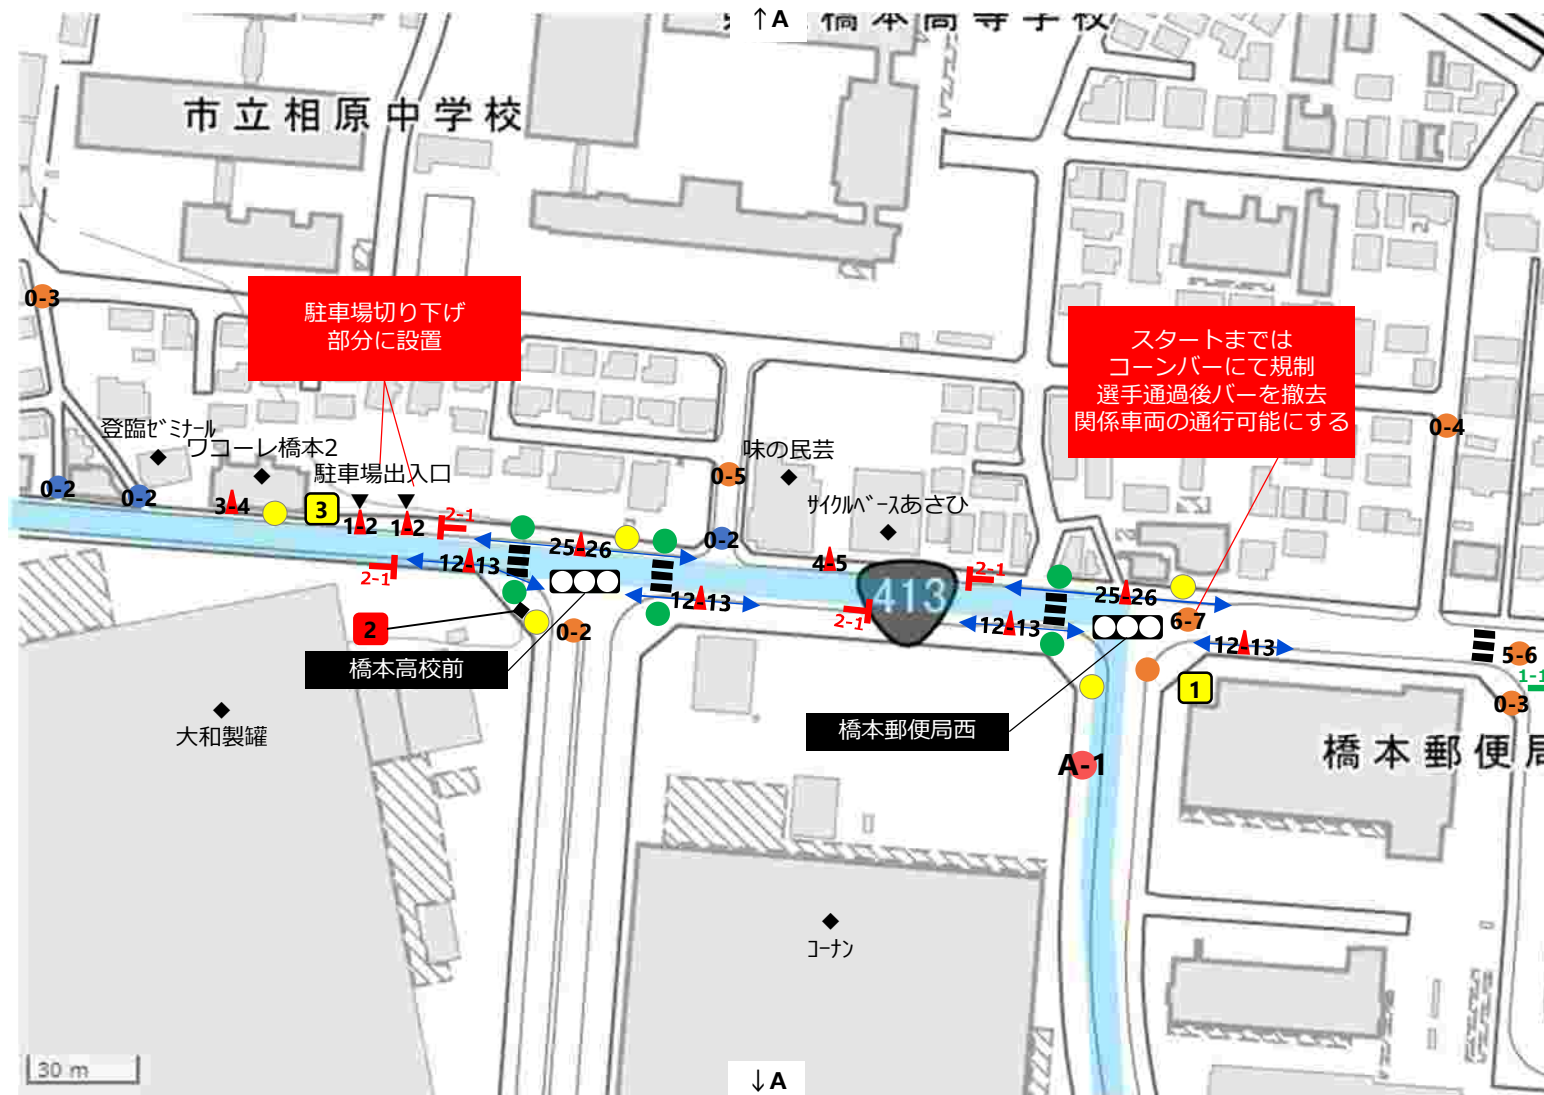 ↑A
橋本高等学校
市立相原中学校
0-3
駐車場切り下げ
部分に設置
スタートまでは
コーンバーにて規制
選手通過後バーを撤去
関係車両の通行可能にする
0-4
登臨ｾﾞﾐﾅｰﾙ
ワコーレ橋本2
駐車場出入口
味の民芸
0-5
ｻｲｸﾙﾍﾞｰｽあさひ
0-2
0-2
3-4
3
1-2
1-2
2-1
25-26
0-2
4-5
2-1
12-13
2-1
413
25-26
12-13
2-1
12-13
6-7
12-13
5-6
2
0-2
橋本高校前
1-1
1
0-3
大和製罐
橋本郵便局西
橋本郵便局
A-1
ｺｰﾅﾝ
30 m
↓A